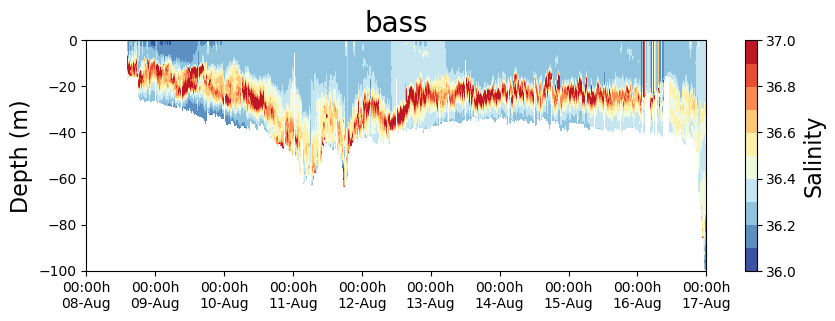 bass
0
−20
−40
−60
−80
−100
Depth (m)
00:00h 00:00h 00:00h 00:00h 00:00h 00:00h 00:00h 00:00h 00:00h 00:00h
08-Aug 09-Aug 10-Aug 11-Aug 12-Aug 13-Aug 14-Aug 15-Aug 16-Aug 17-Aug
37.0
36.8
36.6
36.4
36.2
36.0
Salinity